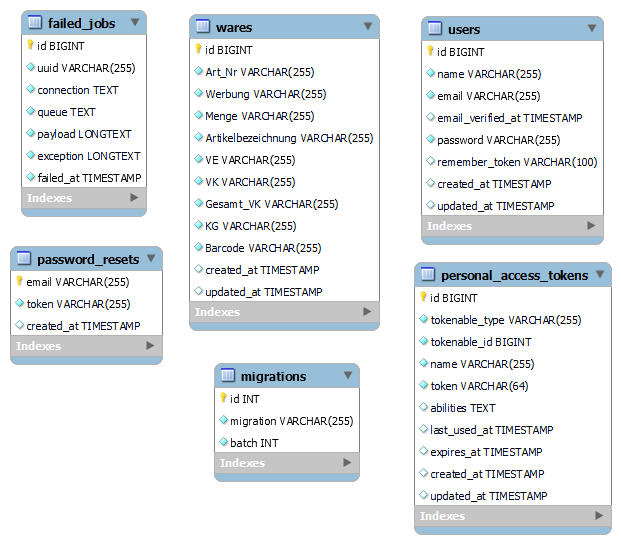 failed_jobs
id BIGINT
uuid VARCHAR(255)
connection TEXT
queue TEXT
payload LONGTEXT
exception LONGTEXT
failed_at TIMESTAMP
Indexes
wares
id BIGINT
Art_Nr VARCHAR(255)
Werbung VARCHAR(255)
Menge VARCHAR(255)
Artikelbezeichnung VARCHAR(255)
VE VARCHAR(255)
VK VARCHAR(255)
Gesamt_VK VARCHAR(255)
KG VARCHAR(255)
Barcode VARCHAR(255)
created_at TIMESTAMP
updated_at TIMESTAMP
Indexes
users
id BIGINT
name VARCHAR(255)
email VARCHAR(255)
email_verified_at TIMESTAMP
password VARCHAR(255)
remember_token VARCHAR(100)
created_at TIMESTAMP
updated_at TIMESTAMP
Indexes
password_resets
email VARCHAR(255)
token VARCHAR(255)
created_at TIMESTAMP
Indexes
personal_access_tokens
id BIGINT
tokenable_type VARCHAR(255)
tokenable_id BIGINT
name VARCHAR(255)
token VARCHAR(64)
abilities TEXT
last_used_at TIMESTAMP
expires_at TIMESTAMP
created_at TIMESTAMP
updated_at TIMESTAMP
Indexes
migrations
id INT
migration VARCHAR(255)
batch INT
Indexes